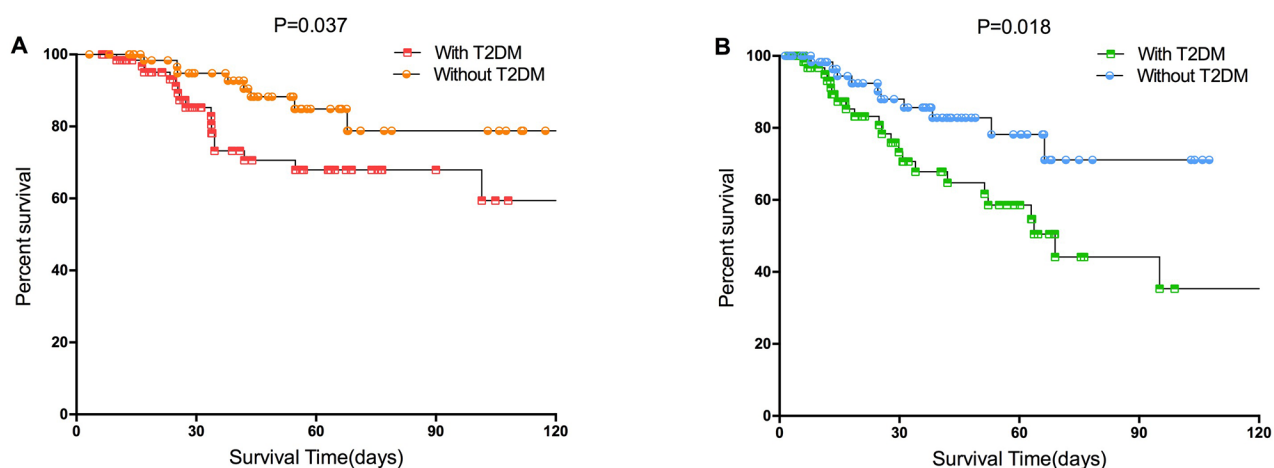 A
P=0.037
With T2DM
Without T2DM
Percent survival
100
80
60
40
20
0
0 30 60 90 120
Survival Time(days)
B
P=0.018
With T2DM
Without T2DM
Percent survival
100
80
60
40
20
0
0 30 60 90 120
Survival Time(days)